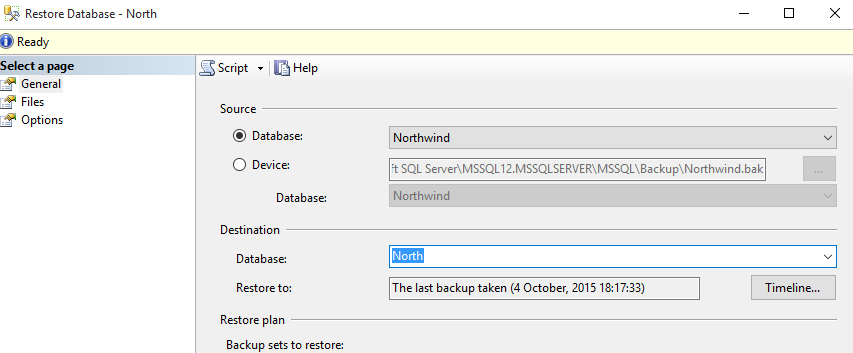 Restore Database - North
Ready
Select a page
General
Files
Options
Script
Help
Source
Database:
Northwind
Device:
ft SQL Server\MSSQL12.MSSQLSERVER\MSSQL\Backup\Northwind.bak
...
Database:
Northwind
Destination
Database:
North
Restore to:
The last backup taken (4 October, 2015 18:17:33)
Timeline...
Restore plan
Backup sets to restore: